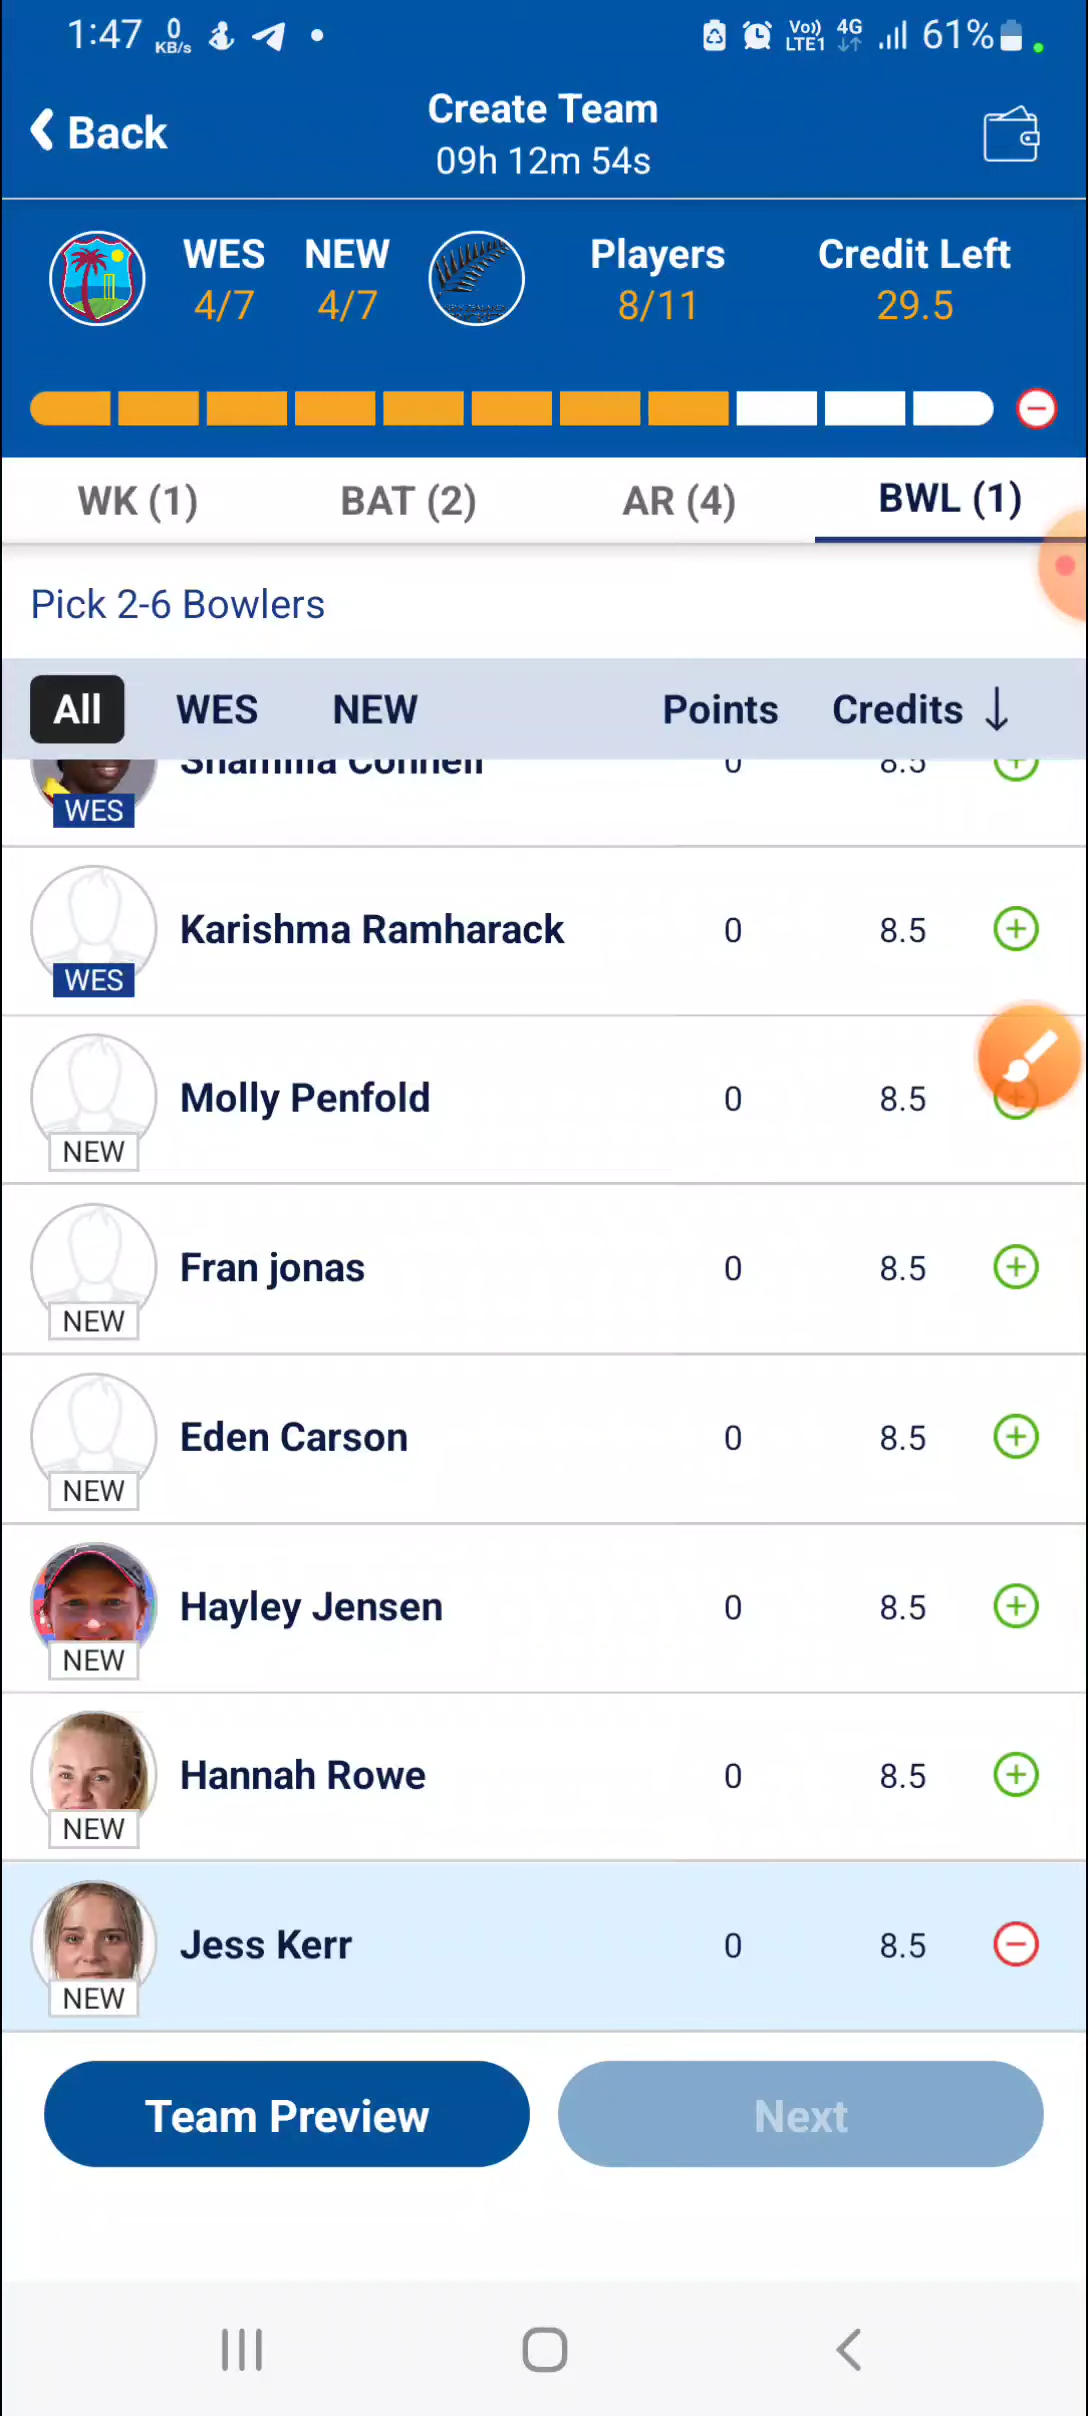 1:47 0 KB/s Vo)) LTE1 4G 61%
Back
Create Team
09h 12m 54s
WES NEW Players Credit Left
4/7 4/7 8/11 29.5
WK (1) BAT (2) AR (4) BWL (1)
Pick 2-6 Bowlers
All WES NEW Points Credits ↓
Shamilia Connell 0 8.5
WES
Karishma Ramharack 0 8.5
WES
Molly Penfold 0 8.5
NEW
Fran jonas 0 8.5
NEW
Eden Carson 0 8.5
NEW
Hayley Jensen 0 8.5
NEW
Hannah Rowe 0 8.5
NEW
Jess Kerr 0 8.5
NEW
Team Preview Next